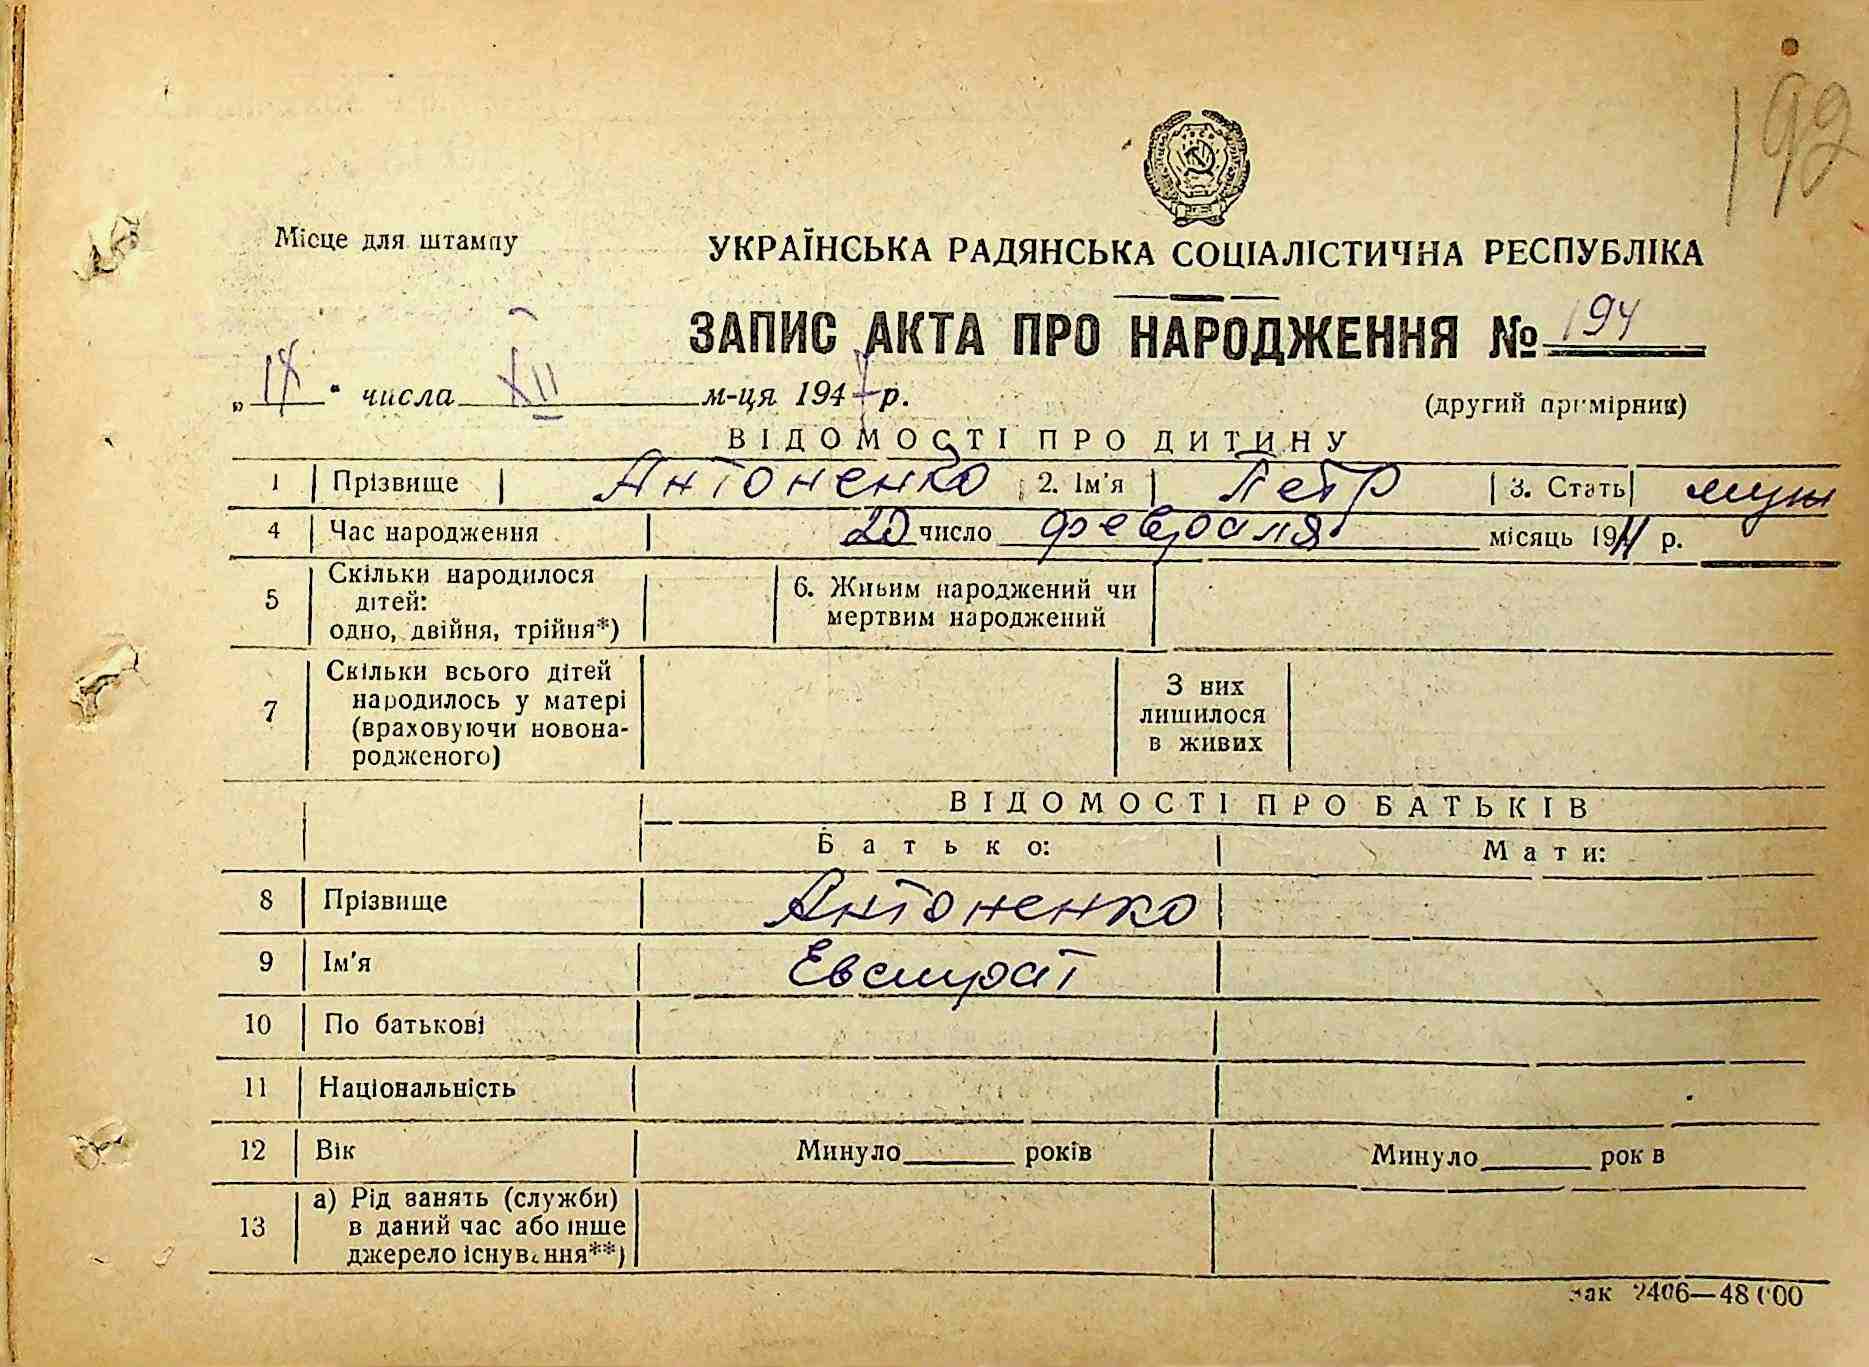 192
Місце для штампу
УКРАЇНСЬКА РАДЯНСЬКА СОЦІАЛІСТИЧНА РЕСПУБЛІКА
ЗАПИС АКТА ПРО НАРОДЖЕННЯ № 194
„ “ числа XII м-ця 194 р.
(другий примірник)
ВІДОМОСТІ ПРО ДИТИНУ
1 Прізвище Антоненко 2. Ім'я Петр 3. Стать муж
4 Час народження 20 число февраля місяць 19 р.
5 Скільки народилося дітей: одно, двійня, трійня*) 6. Живим народжений чи мертвим народжений
7 Скільки всього дітей народилось у матері (враховуючи новонародженого) З них лишилося в живих
ВІДОМОСТІ ПРО БАТЬКІВ
Батько: Мати:
8 Прізвище Антоненко
9 Ім'я Евстрат
10 По батькові
11 Національність
12 Вік Минуло ____ років Минуло ____ рок в
13 а) Рід занять (служби) в даний час або інше джерело існування**)
зак 2406—48000